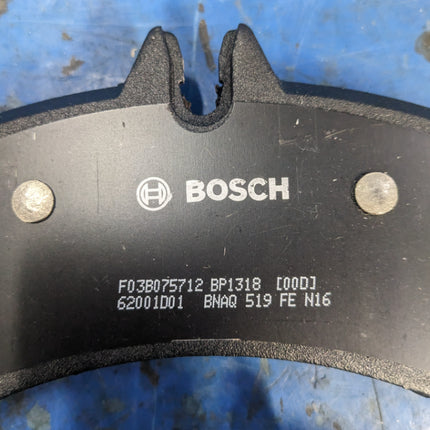 BOSCH
F03B075712 BP1318 [00D]
62001D01 BNAQ 519 FE N16